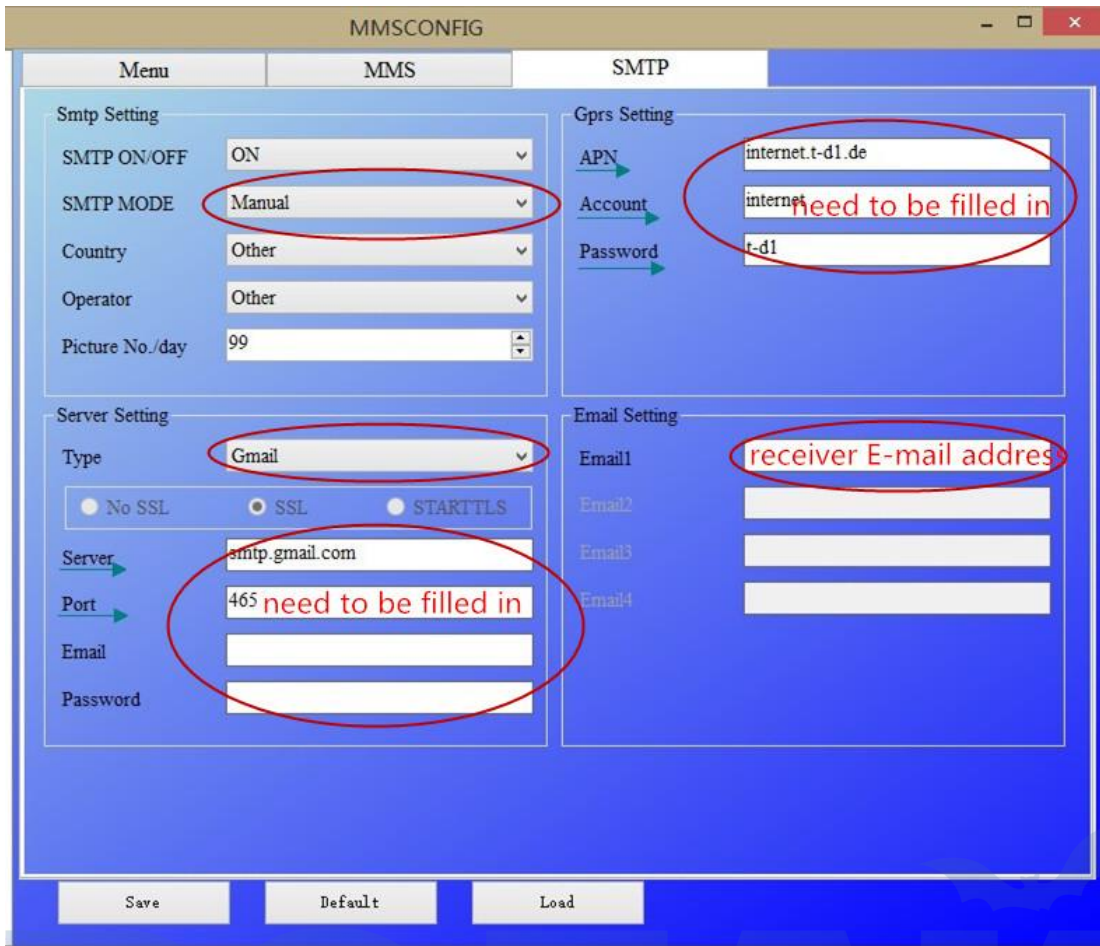 MMSCONFIG
Menu
MMS
SMTP
Smtp Setting
SMTP ON/OFF
ON
SMTP MODE
Manual
Country
Other
Operator
Other
Picture No./day
99
Gprs Setting
APN
internet.t-d1.de
Account
internet
need to be filled in
Password
t-d1
Server Setting
Type
Gmail
No SSL
SSL
STARTTLS
Server
smtp.gmail.com
Port
465
need to be filled in
Email
Password
Email Setting
Email1
receiver E-mail address
Email2
Email3
Email4
Save
Default
Load